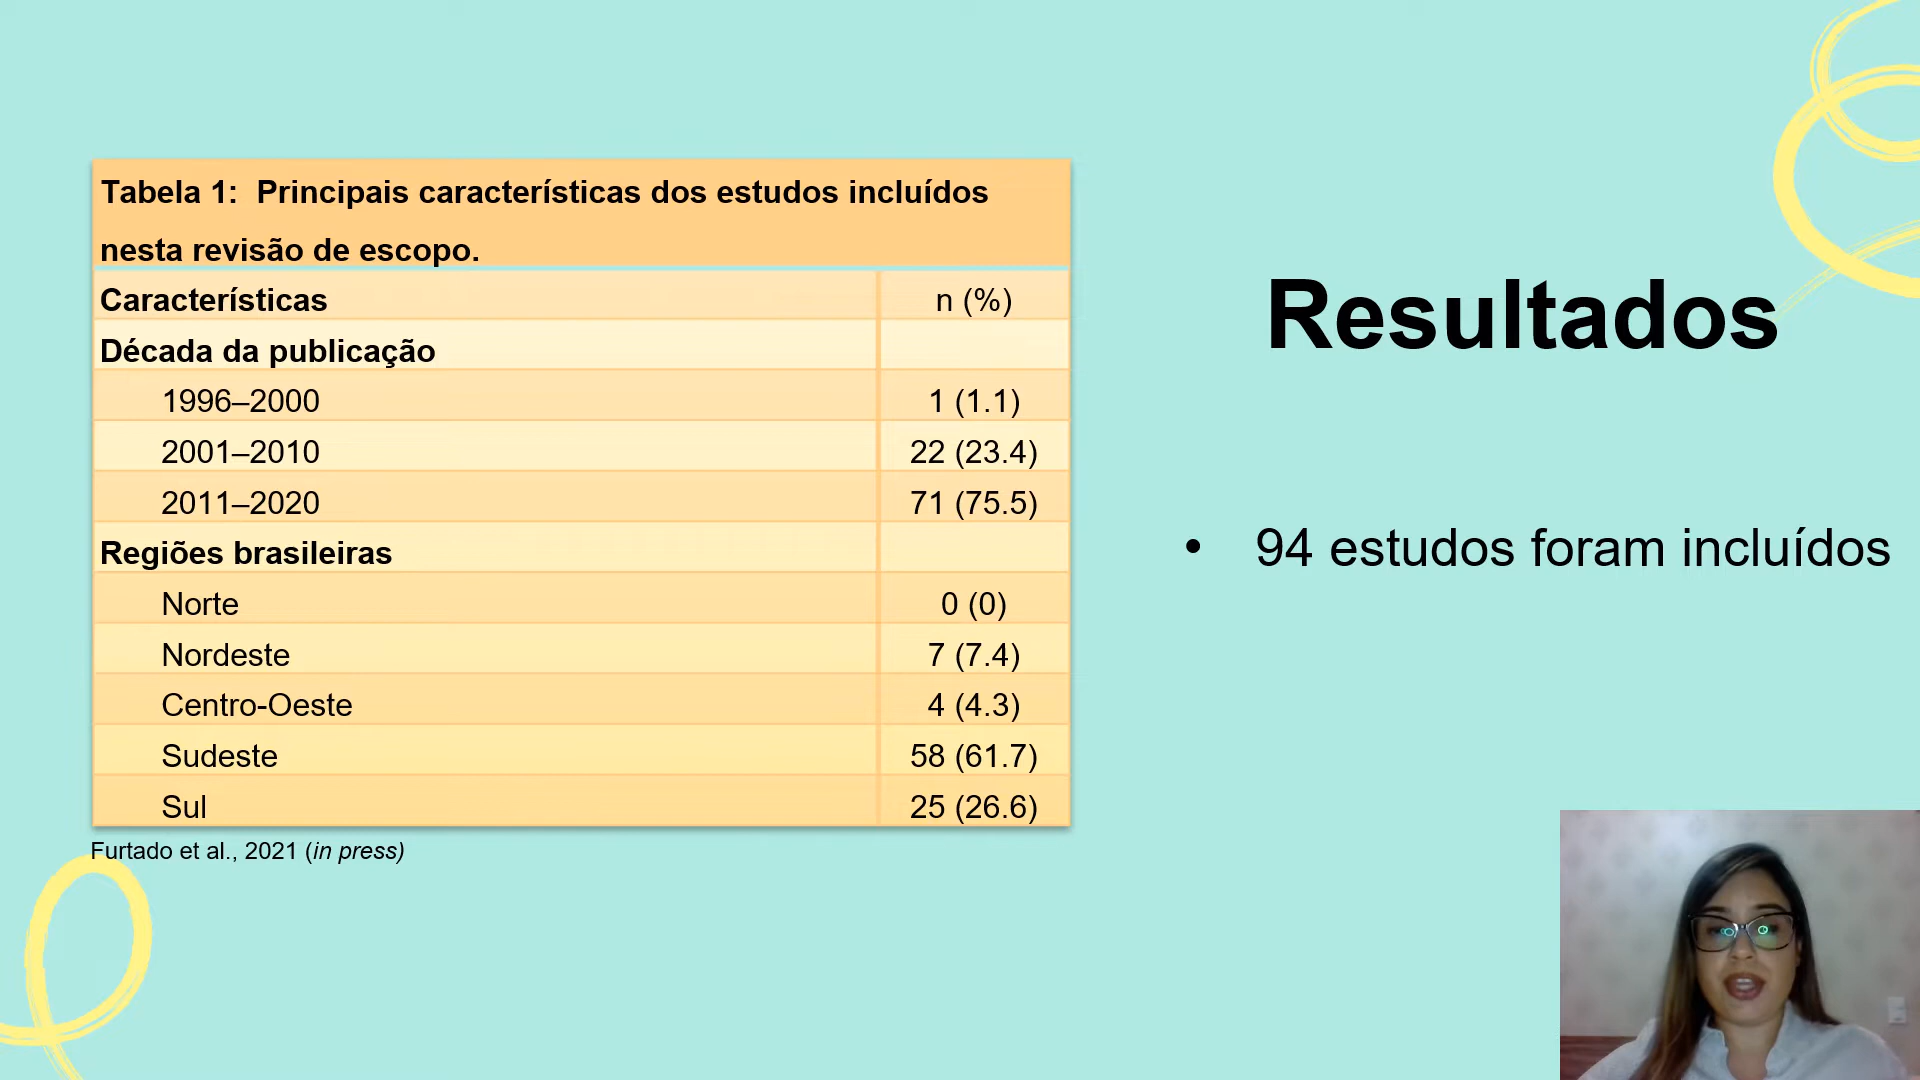 Tabela 1: Principais características dos estudos incluídos
nesta revisão de escopo.
Características n (%)
Década da publicação
1996–2000 1 (1.1)
2001–2010 22 (23.4)
2011–2020 71 (75.5)
Regiões brasileiras
Norte 0 (0)
Nordeste 7 (7.4)
Centro-Oeste 4 (4.3)
Sudeste 58 (61.7)
Sul 25 (26.6)
Furtado et al., 2021 (in press)
Resultados
• 94 estudos foram incluídos